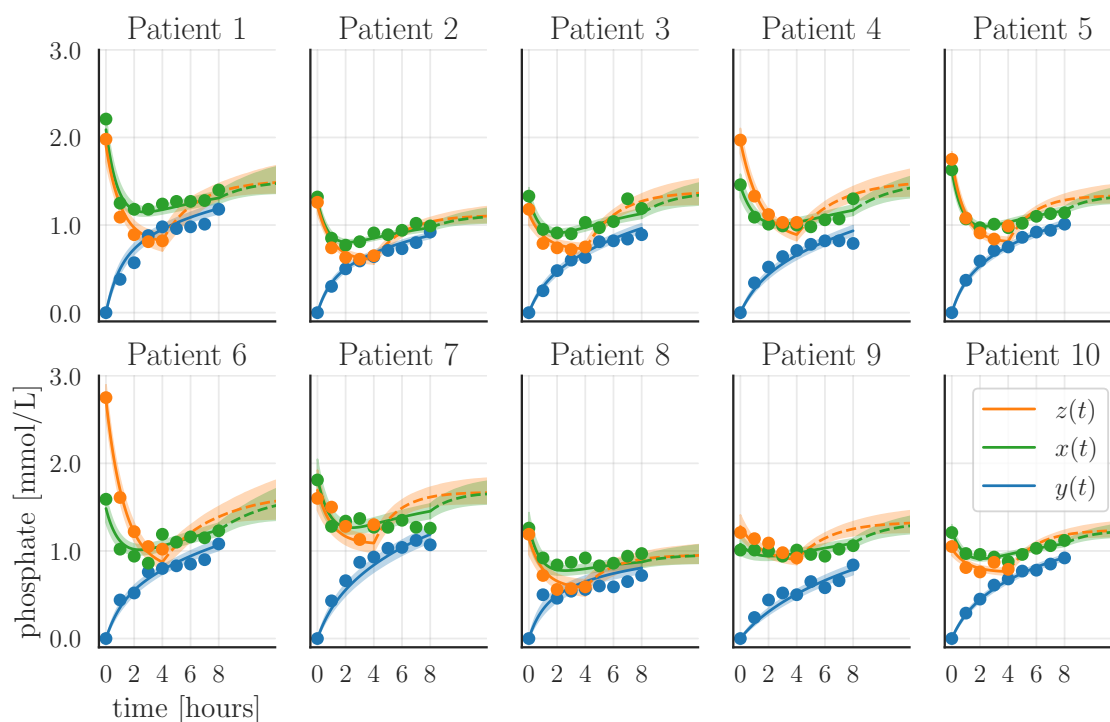 Patient 1 Patient 2 Patient 3 Patient 4 Patient 5
3.0
2.0
1.0
0.0
Patient 6 Patient 7 Patient 8 Patient 9 Patient 10
3.0
2.0
1.0
0.0
phosphate [mmol/L]
z(t)
x(t)
y(t)
0 2 4 6 8 0 2 4 6 8 0 2 4 6 8 0 2 4 6 8 0 2 4 6 8
time [hours]